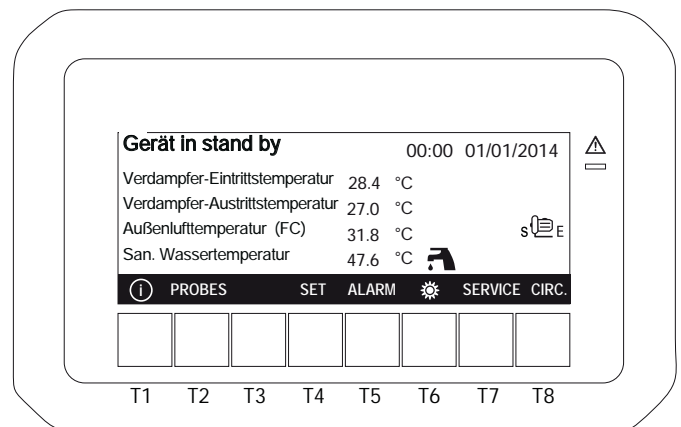 Gerät in stand by 00:00 01/01/2014
Verdampfer-Eintrittstemperatur 28.4 °C
Verdampfer-Austrittstemperatur 27.0 °C
Außenlufttemperatur (FC) 31.8 °C S E
San. Wassertemperatur 47.6 °C
i PROBES SET ALARM SERVICE CIRC.
T1 T2 T3 T4 T5 T6 T7 T8